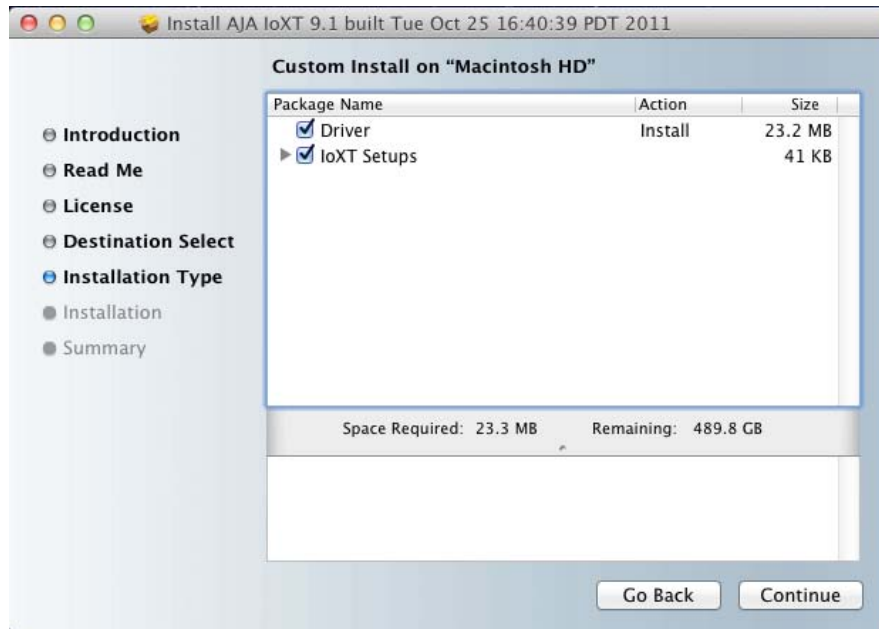 Install AJA IoXT 9.1 built Tue Oct 25 16:40:39 PDT 2011
Custom Install on “Macintosh HD”
Introduction
Read Me
License
Destination Select
Installation Type
Installation
Summary
Package Name Action Size
Driver Install 23.2 MB
IoXT Setups 41 KB
Space Required: 23.3 MB Remaining: 489.8 GB
Go Back Continue